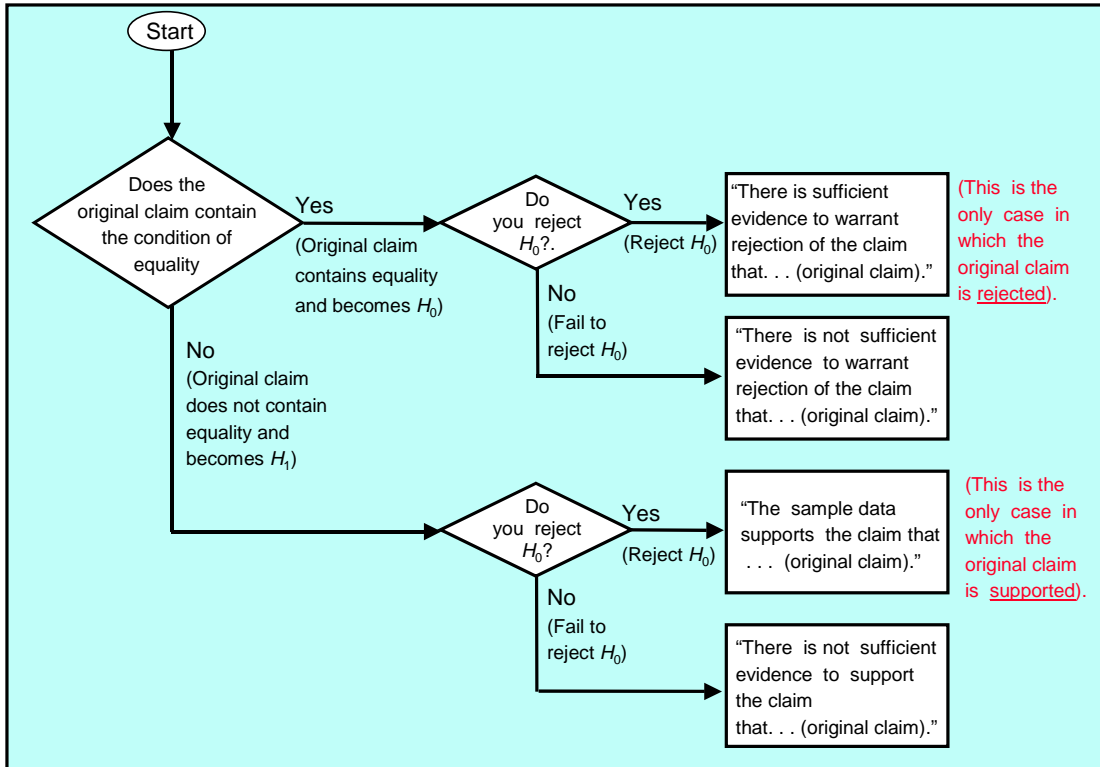 Start
Does the
original claim contain
the condition of
equality
Yes
(Original claim
contains equality
and becomes H0)
Do
you reject
H0?.
Yes
(Reject H0)
“There is sufficient
evidence to warrant
rejection of the claim
that. . . (original claim).”
(This is the
only case in
which the
original claim
is rejected).
No
(Fail to
reject H0)
“There is not sufficient
evidence to warrant
rejection of the claim
that. . . (original claim).”
No
(Original claim
does not contain
equality and
becomes H1)
Do
you reject
H0?
Yes
(Reject H0)
“The sample data
supports the claim that
. . . (original claim).”
(This is the
only case in
which the
original claim
is supported).
No
(Fail to
reject H0)
“There is not sufficient
evidence to support
the claim
that. . . (original claim).”